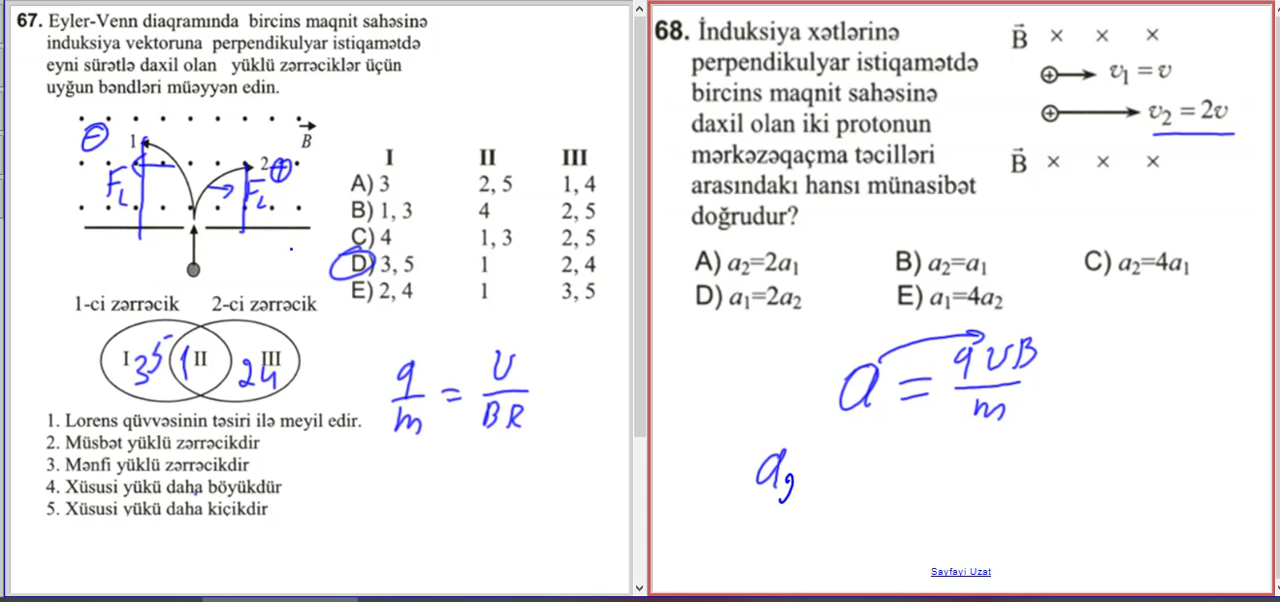 67. Eyler-Venn diaqramında bircins maqnit sahəsinə
induksiya vektoruna perpendikulyar istiqamətdə
eyni sürətlə daxil olan yüklü zərrəciklər üçün
uyğun bəndləri müəyyən edin.
B
1
2
F_L
F_L
I II III
A) 3 2, 5 1, 4
B) 1, 3 4 2, 5
C) 4 1, 3 2, 5
D) 3, 5 1 2, 4
E) 2, 4 1 3, 5
1-ci zərrəcik 2-ci zərrəcik
I 35 1 II III 24
q/m = v/BR
1. Lorens qüvvəsinin təsiri ilə meyil edir.
2. Müsbət yüklü zərrəcikdir
3. Mənfi yüklü zərrəcikdir
4. Xüsusi yükü daha böyükdür
5. Xüsusi yükü daha kiçikdir
68. İnduksiya xətlərinə
perpendikulyar istiqamətdə
bircins maqnit sahəsinə
daxil olan iki protonun
mərkəzəqaçma təcilləri
arasındakı hansı münasibət
doğrudur?
B⃗ × × ×
v₁ = v
v₂ = 2v
B⃗ × × ×
A) a₂=2a₁ B) a₂=a₁ C) a₂=4a₁
D) a₁=2a₂ E) a₁=4a₂
a = qvB/m
a,
Sayfayi Uzat